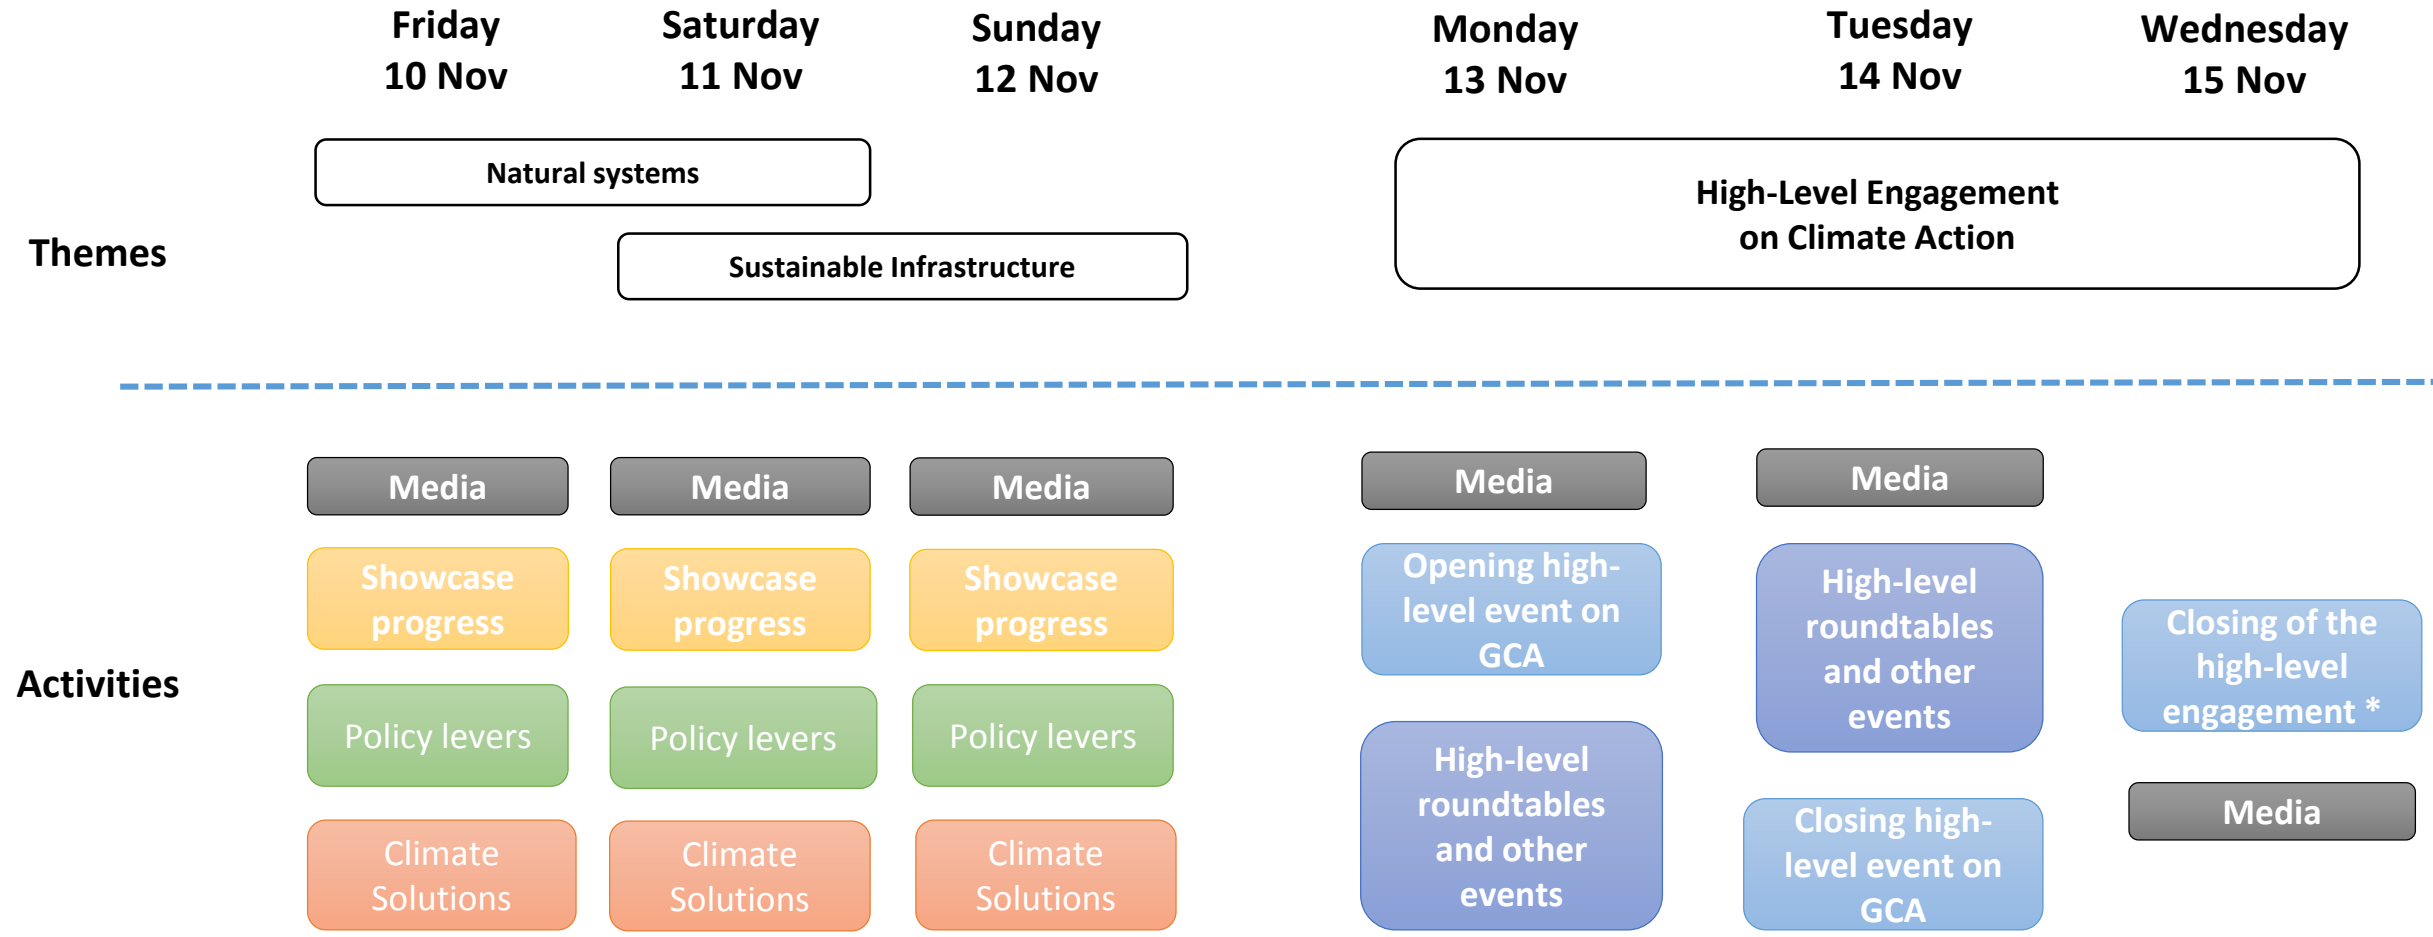 Friday
10 Nov
Saturday
11 Nov
Sunday
12 Nov
Monday
13 Nov
Tuesday
14 Nov
Wednesday
15 Nov
Themes
Natural systems
Sustainable Infrastructure
High-Level Engagement
on Climate Action
Activities
Media
Showcase
progress
Policy levers
Climate
Solutions
Media
Showcase
progress
Policy levers
Climate
Solutions
Media
Showcase
progress
Policy levers
Climate
Solutions
Media
Opening high-
level event on
GCA
High-level
roundtables
and other
events
Media
High-level
roundtables
and other
events
Closing high-
level event on
GCA
Closing of the
high-level
engagement *
Media